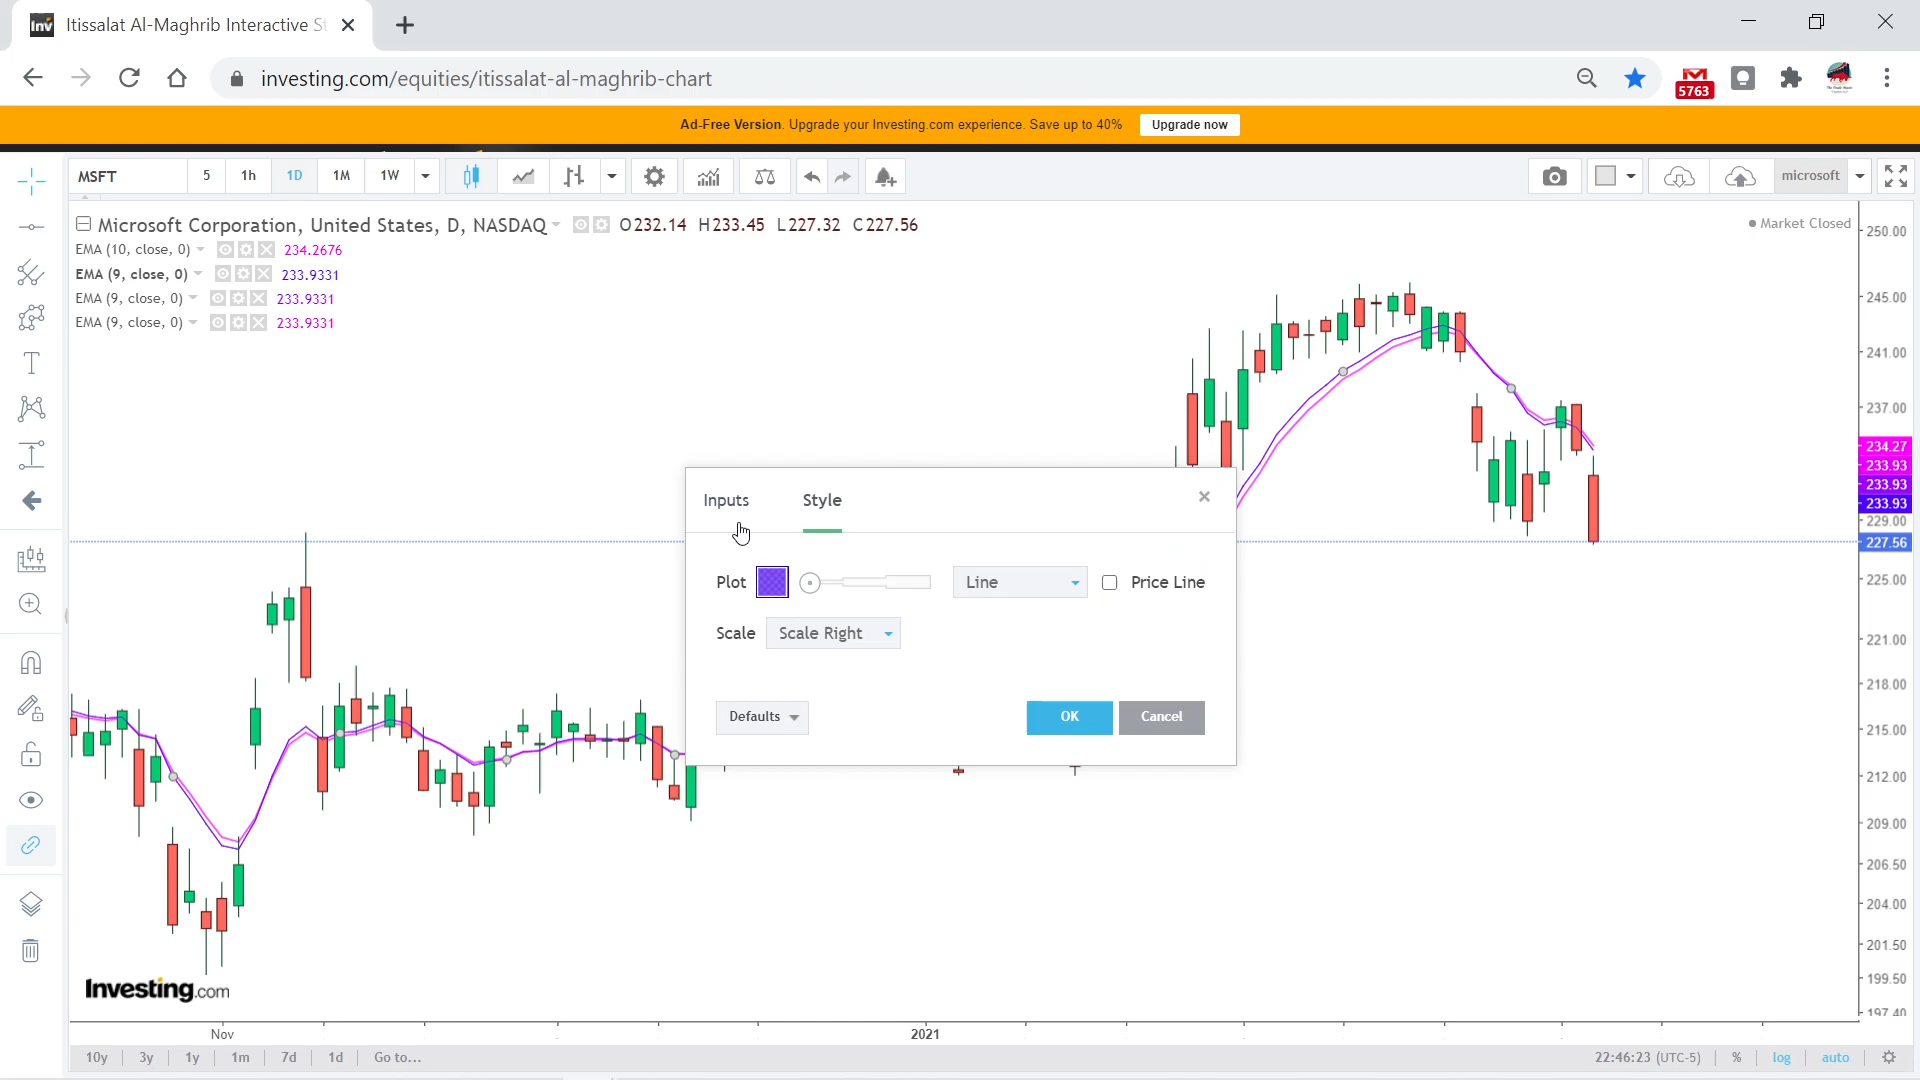 Itissalat Al-Maghrib Interactive St
investing.com/equities/itissalat-al-maghrib-chart
5763
Ad-Free Version. Upgrade your Investing.com experience. Save up to 40% Upgrade now
MSFT 5 1h 1D 1M 1W microsoft
Microsoft Corporation, United States, D, NASDAQ O232.14 H233.45 L227.32 C227.56
Market Closed
EMA (10, close, 0) 234.2676
EMA (9, close, 0) 233.9331
EMA (9, close, 0) 233.9331
EMA (9, close, 0) 233.9331
250.00
245.00
241.00
237.00
234.27
233.93
233.93
233.93
229.00
227.56
225.00
221.00
218.00
215.00
212.00
209.00
206.50
204.00
201.50
199.50
197.40
Inputs Style
Plot Line Price Line
Scale Scale Right
Defaults OK Cancel
Investing.com
Nov 2021
10y 3y 1y 1m 7d 1d Go to... 22:46:23 (UTC-5) % log auto